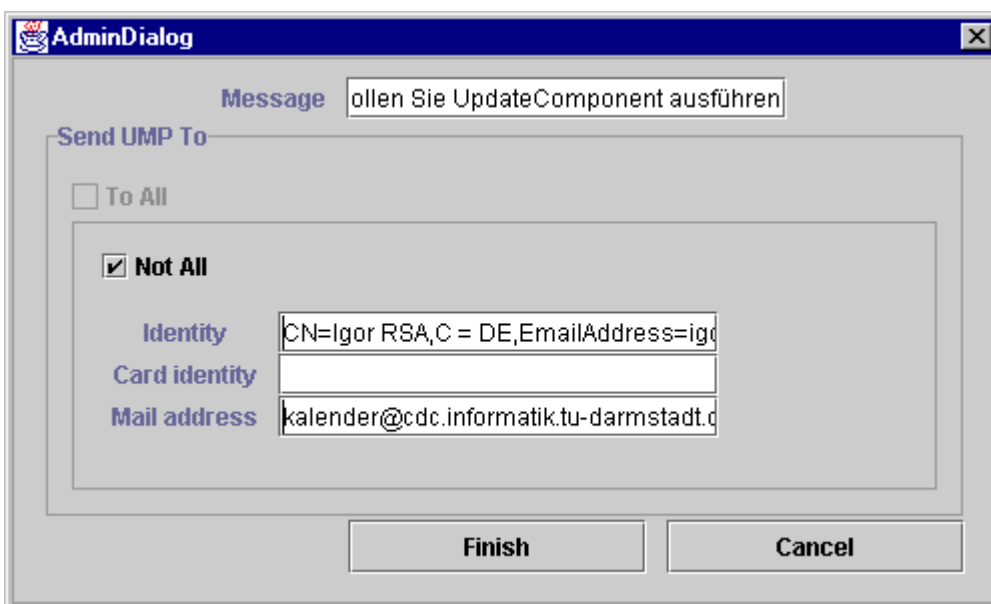 AdminDialog
Message ollen Sie UpdateComponent ausführen
Send UMP To
To All
Not All
Identity CN=Igor RSA,C = DE,EmailAddress=ig
Card identity
Mail address kalender@cdc.informatik.tu-darmstadt.
Finish Cancel